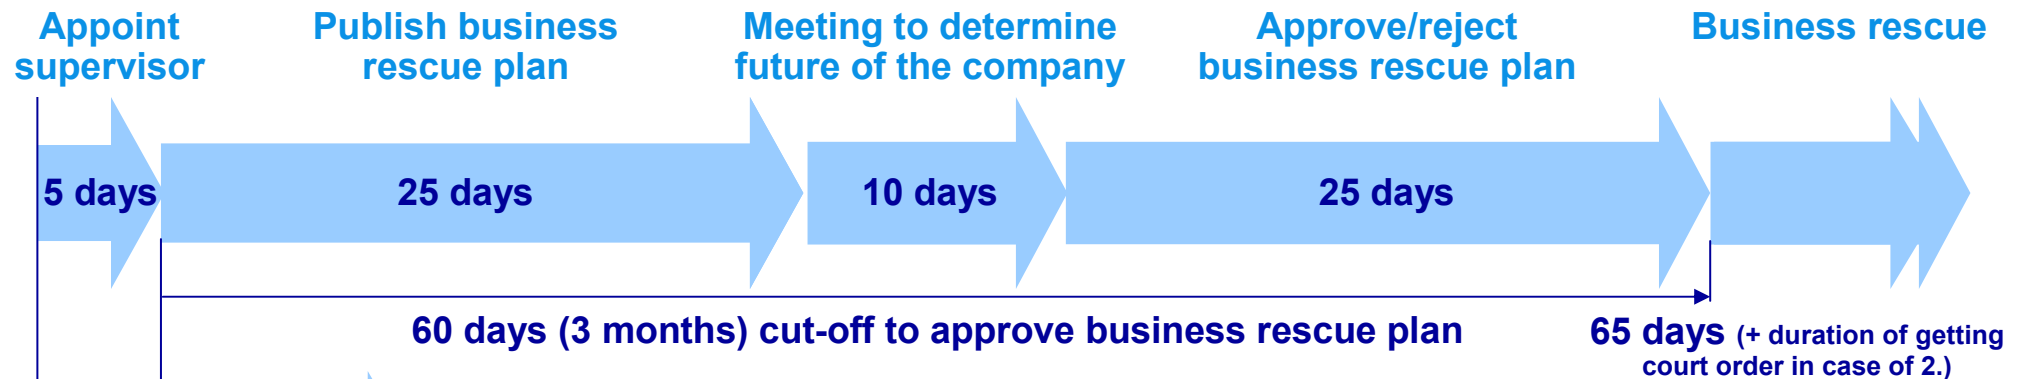 Appoint
supervisor
Publish business
rescue plan
Meeting to determine
future of the company
Approve/reject
business rescue plan
Business rescue
5 days
25 days
10 days
25 days
60 days (3 months) cut-off to approve business rescue plan
65 days (+ duration of getting
court order in case of 2.)